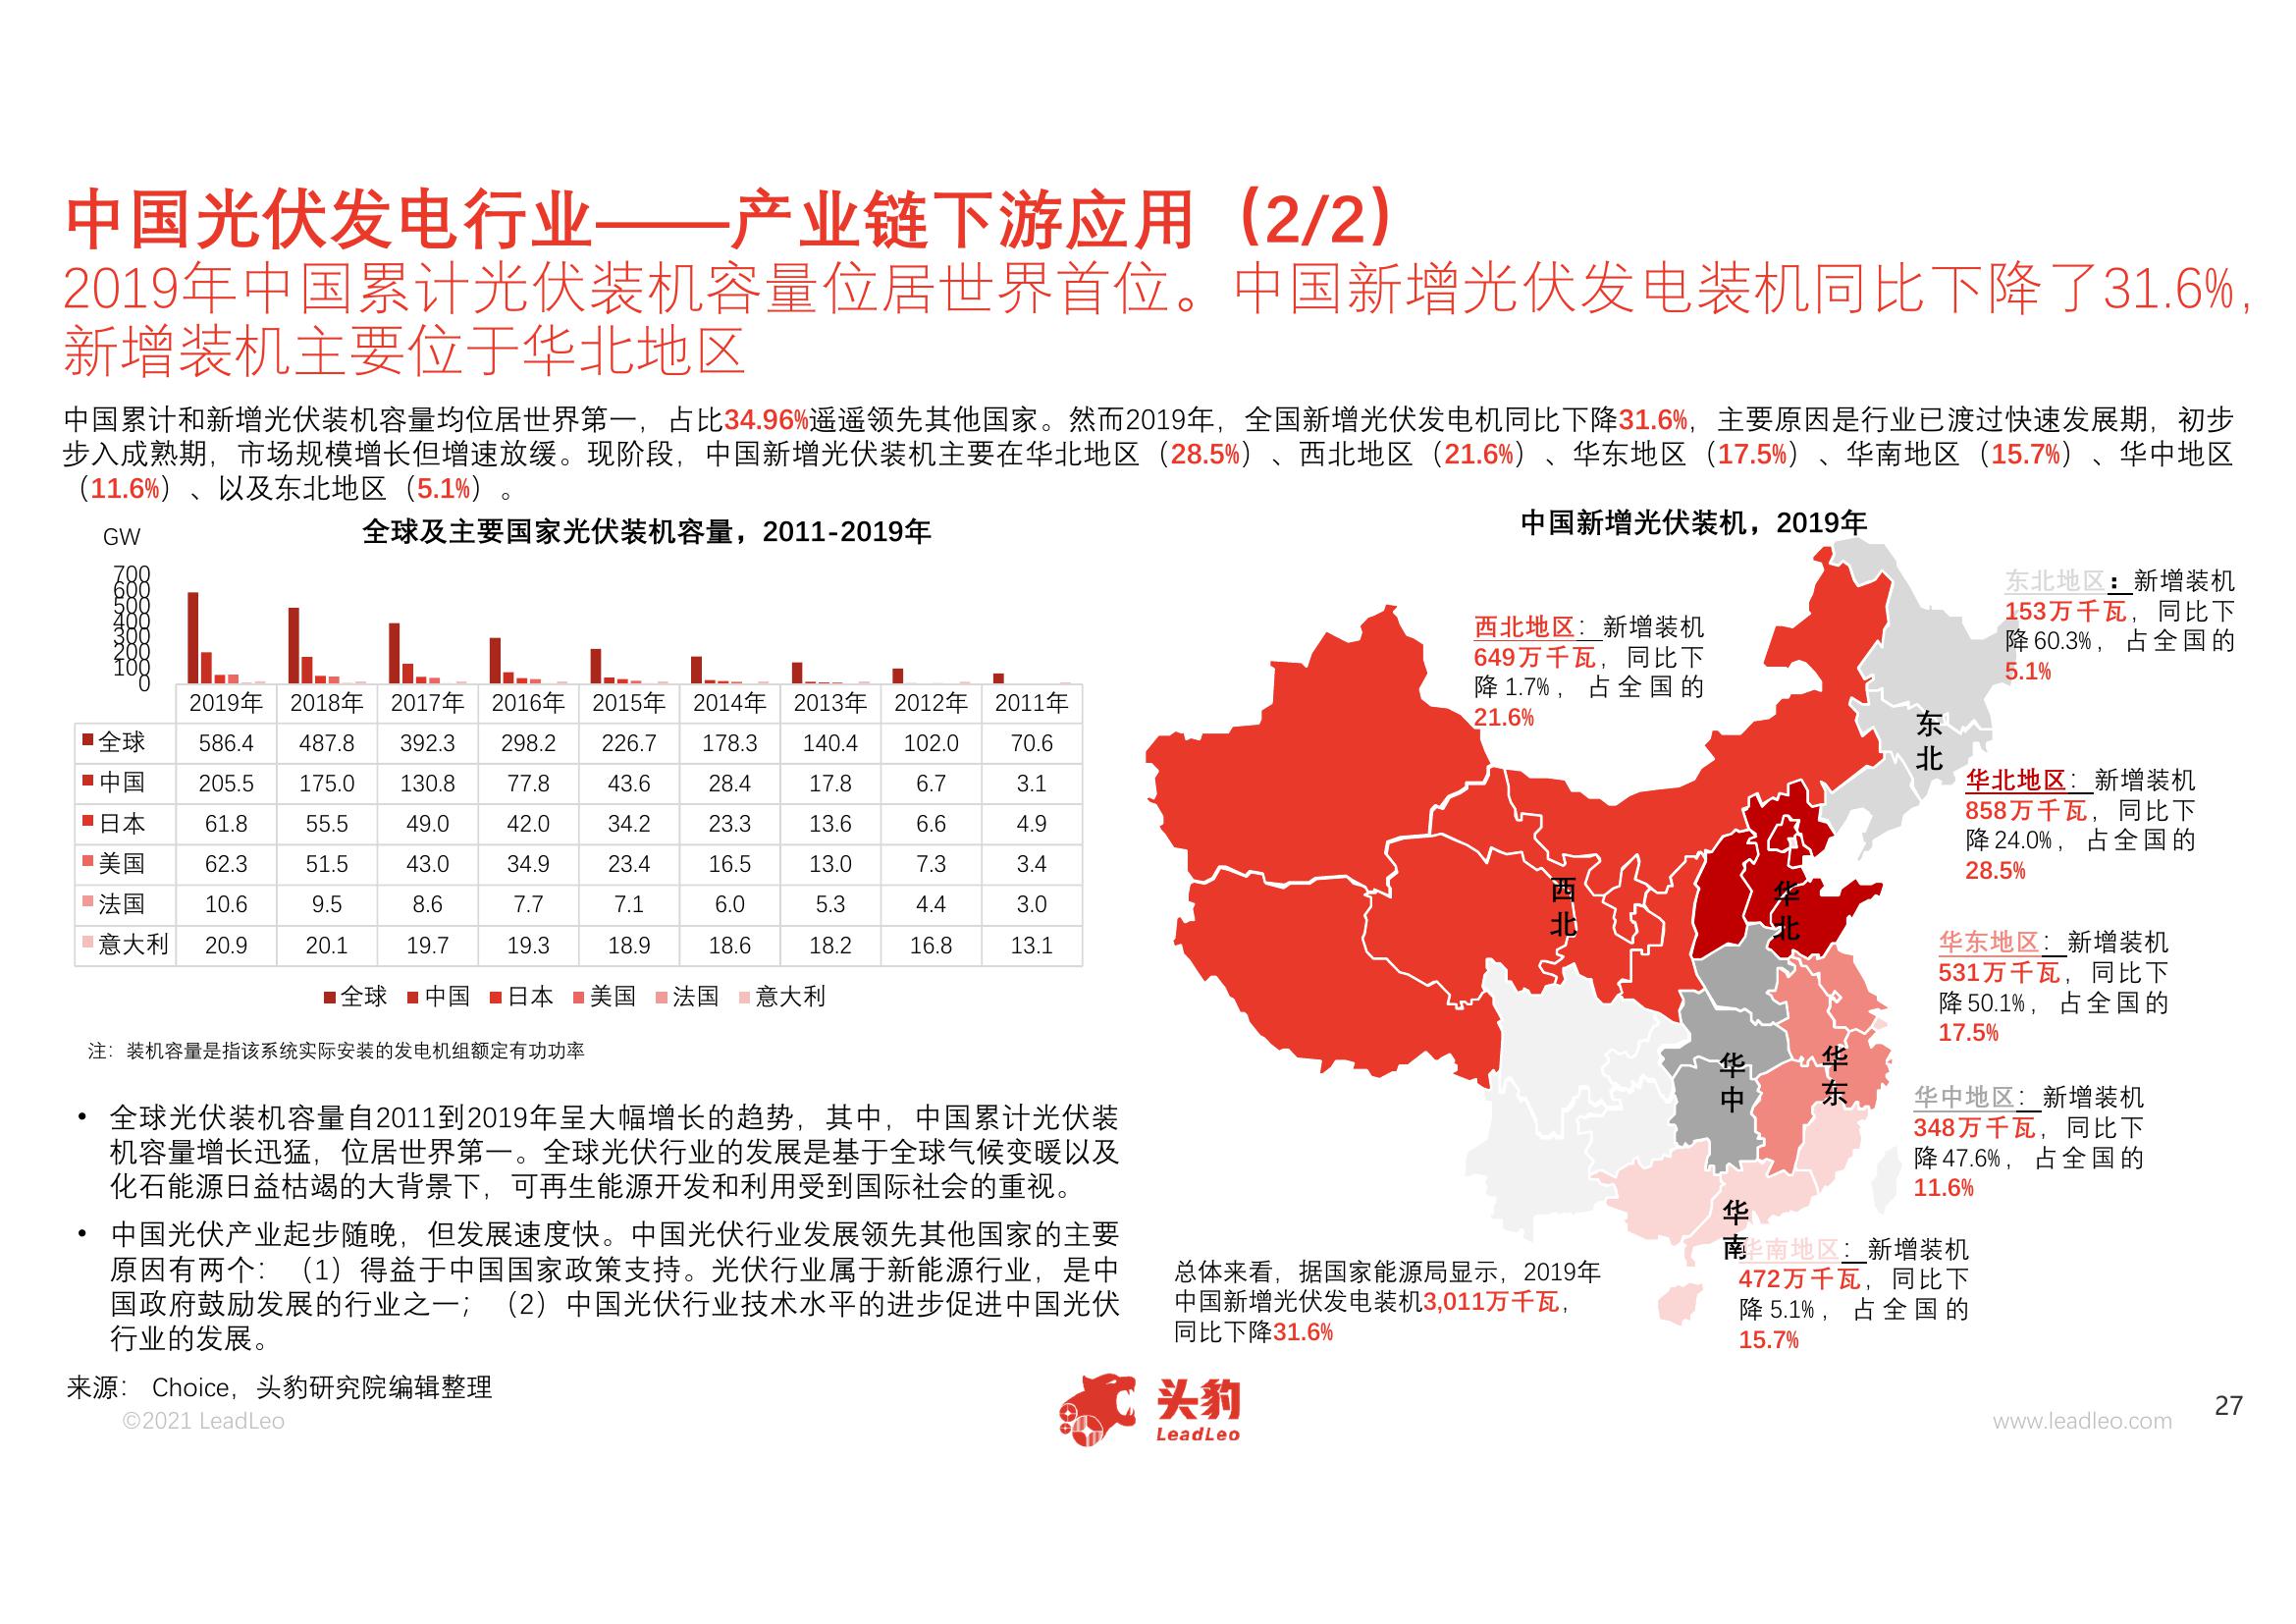 中国光伏发电行业——产业链下游应用（2/2）
2019年中国累计光伏装机容量位居世界首位。中国新增光伏发电装机同比下降了31.6%，
新增装机主要位于华北地区
中国累计和新增光伏装机容量均位居世界第一，占比34.96%遥遥领先其他国家。然而2019年，全国新增光伏发电机同比下降31.6%，主要原因是行业已渡过快速发展期，初步
步入成熟期，市场规模增长但增速放缓。现阶段，中国新增光伏装机主要在华北地区（28.5%）、西北地区（21.6%）、华东地区（17.5%）、华南地区（15.7%）、华中地区
（11.6%）、以及东北地区（5.1%）。
全球及主要国家光伏装机容量，2011-2019年
GW
700
600
500
400
300
200
100
0
2019年 2018年 2017年 2016年 2015年 2014年 2013年 2012年 2011年
全球 586.4 487.8 392.3 298.2 226.7 178.3 140.4 102.0 70.6
中国 205.5 175.0 130.8 77.8 43.6 28.4 17.8 6.7 3.1
日本 61.8 55.5 49.0 42.0 34.2 23.3 13.6 6.6 4.9
美国 62.3 51.5 43.0 34.9 23.4 16.5 13.0 7.3 3.4
法国 10.6 9.5 8.6 7.7 7.1 6.0 5.3 4.4 3.0
意大利 20.9 20.1 19.7 19.3 18.9 18.6 18.2 16.8 13.1
全球 中国 日本 美国 法国 意大利
注：装机容量是指该系统实际安装的发电机组额定有功功率
• 全球光伏装机容量自2011到2019年呈大幅增长的趋势，其中，中国累计光伏装
机容量增长迅猛，位居世界第一。全球光伏行业的发展是基于全球气候变暖以及
化石能源日益枯竭的大背景下，可再生能源开发和利用受到国际社会的重视。
• 中国光伏产业起步随晚，但发展速度快。中国光伏行业发展领先其他国家的主要
原因有两个：（1）得益于中国国家政策支持。光伏行业属于新能源行业，是中
国政府鼓励发展的行业之一；（2）中国光伏行业技术水平的进步促进中国光伏
行业的发展。
中国新增光伏装机，2019年
西北地区：新增装机
649万千瓦，同比下
降1.7%，占全国的
21.6%
东北地区：新增装机
153万千瓦，同比下
降60.3%，占全国的
5.1%
东
北
华北地区：新增装机
858万千瓦，同比下
降24.0%，占全国的
28.5%
西
北
华
北
华东地区：新增装机
531万千瓦，同比下
降50.1%，占全国的
17.5%
华
中
华
东
华中地区：新增装机
348万千瓦，同比下
降47.6%，占全国的
11.6%
华
南
华南地区：新增装机
472万千瓦，同比下
降5.1%，占全国的
15.7%
总体来看，据国家能源局显示，2019年
中国新增光伏发电装机3,011万千瓦，
同比下降31.6%
来源：Choice，头豹研究院编辑整理
©2021 LeadLeo
头豹
LeadLeo
www.leadleo.com
27